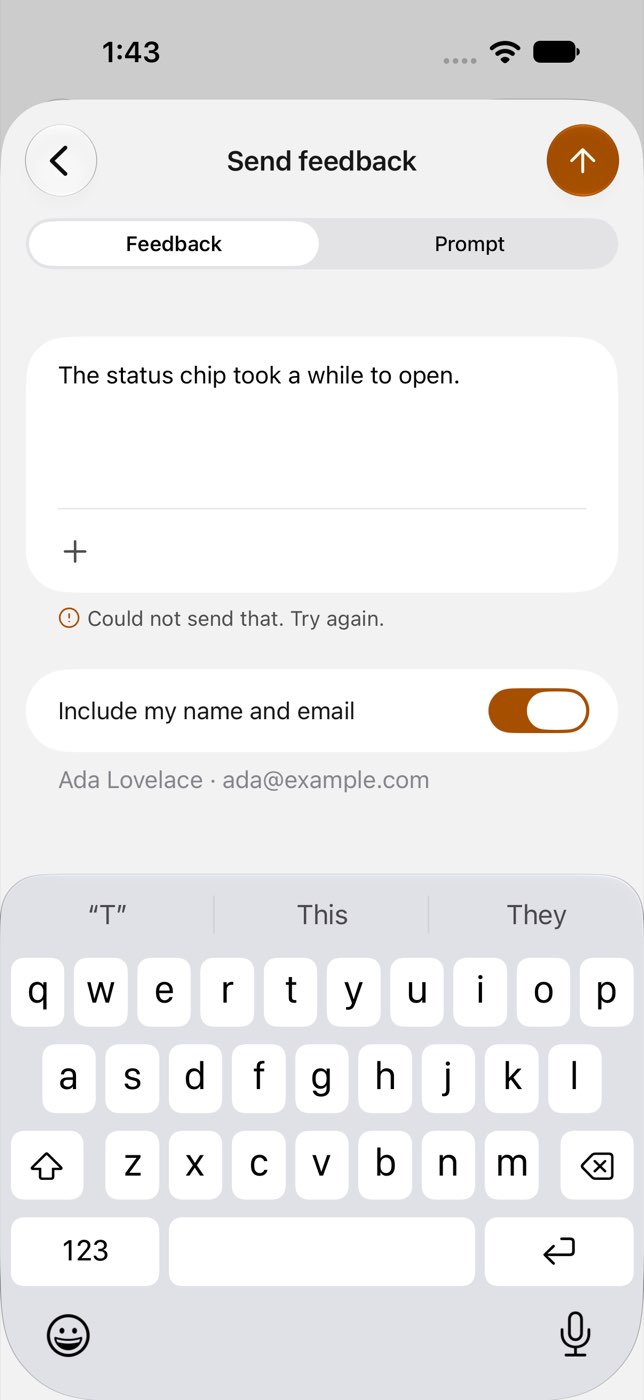 1:43
Send feedback
Feedback
Prompt
The status chip took a while to open.
Could not send that. Try again.
Include my name and email
Ada Lovelace · ada@example.com
“T” This They
q w e r t y u i o p
a s d f g h j k l
z x c v b n m
123